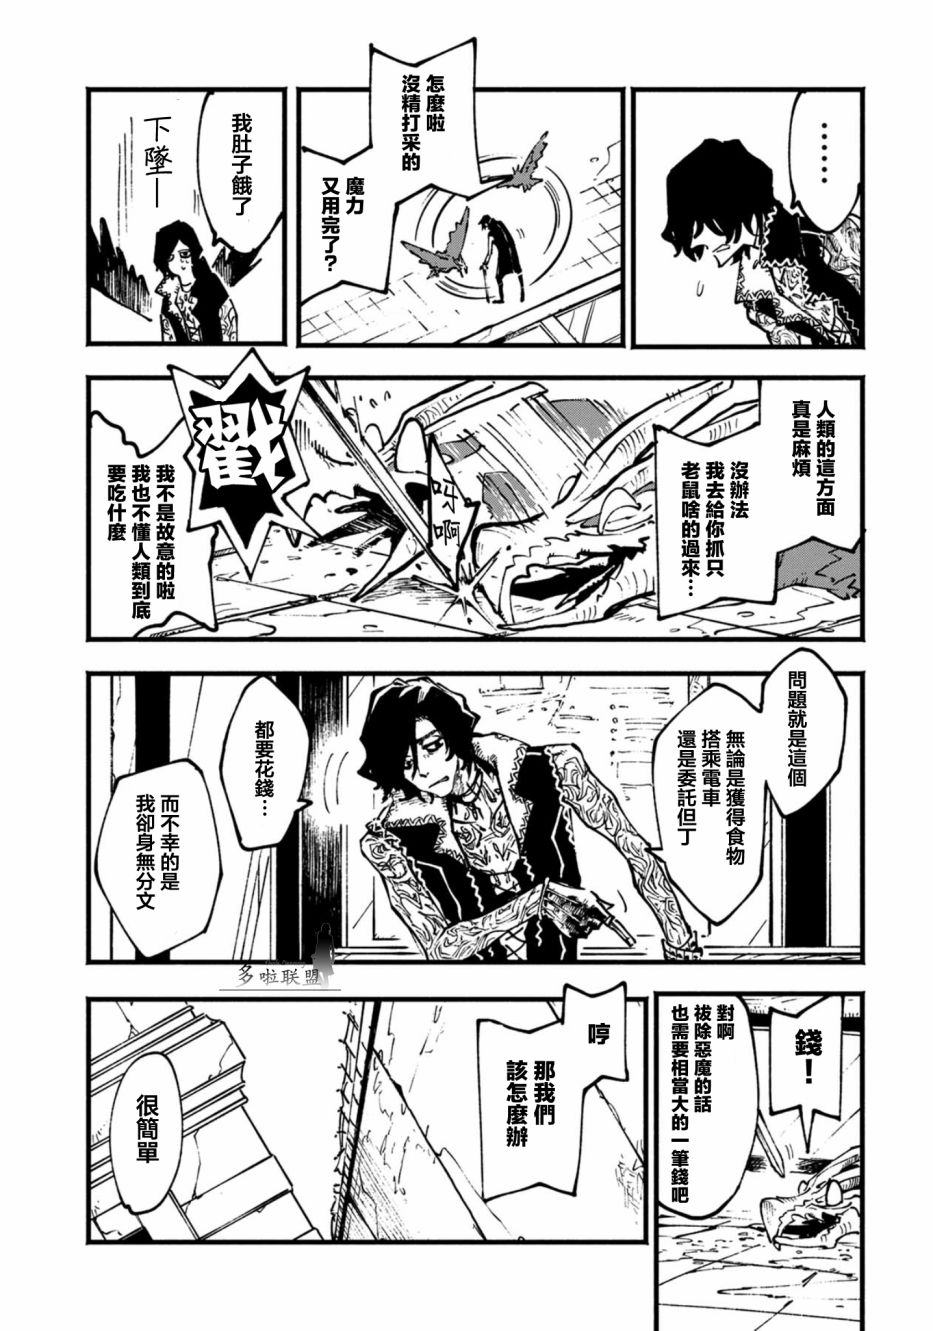 ……
怎麼啦
沒精打采的
魔力
又用完了？
我肚子餓了
下墜—
人類的這方面
真是麻煩
沒辦法
我去給你抓只
老鼠啥的過來…
呀啊
戳
我不是故意的啦
我也不懂人類到底
要吃什麼
問題就是這個
無論是獲得食物
搭乘電車
還是委託但丁
都要花錢…
而不幸的是
我卻身無分文
多啦联盟
錢！
對啊
祓除惡魔的話
也需要相當大的一筆錢吧
哼
那我們
該怎麼辦
很簡單